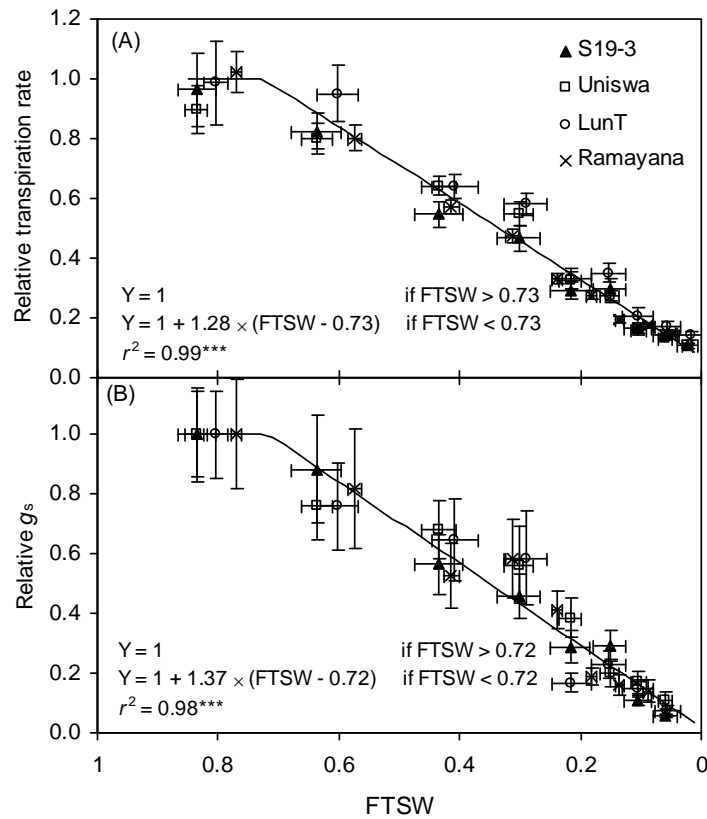 (A)
S19-3
Uniswa
LunT
Ramayana
Relative transpiration rate
1.0
0.8
0.6
0.4
0.2
0.0
Y = 1 if FTSW > 0.73
Y = 1 + 1.28 × (FTSW - 0.73) if FTSW < 0.73
r² = 0.99***
(B)
Relative gs
1.0
0.8
0.6
0.4
0.2
0.0
Y = 1 if FTSW > 0.72
Y = 1 + 1.37 × (FTSW - 0.72) if FTSW < 0.72
r² = 0.98***
1 0.8 0.6 0.4 0.2 0
FTSW